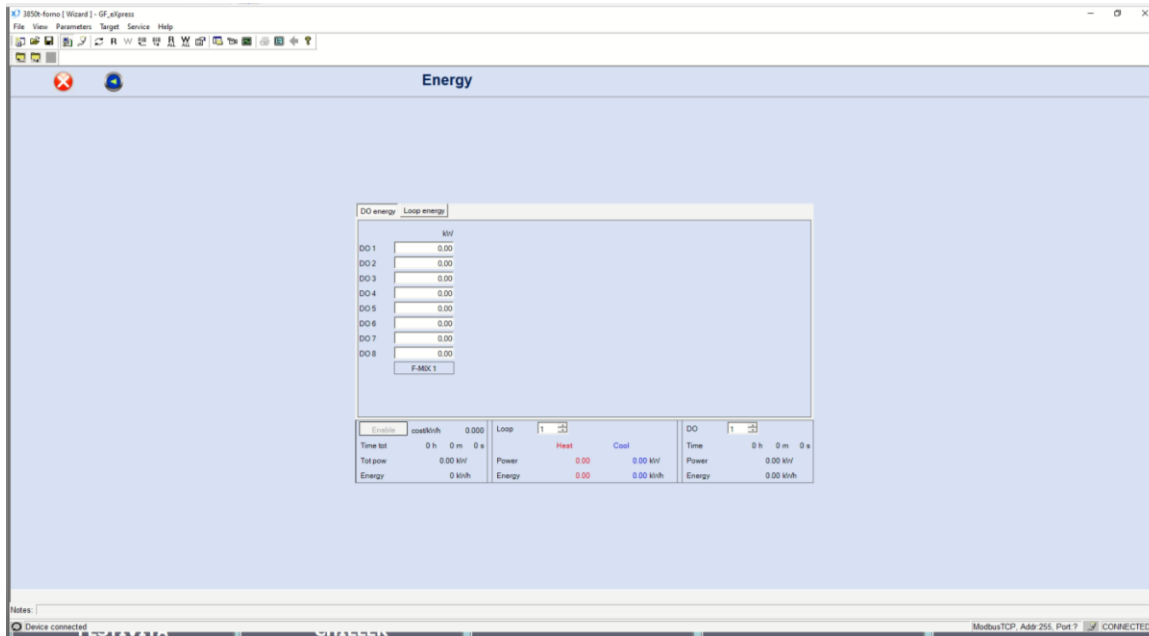 3850t-forno [ Wizard ] - GF_eXpress
File View Parameters Target Service Help
Energy
DO energy Loop energy
kW
DO 1 0,00
DO 2 0,00
DO 3 0,00
DO 4 0,00
DO 5 0,00
DO 6 0,00
DO 7 0,00
DO 8 0,00
F-MIX 1
Enable cost/kW/h 0.000 Loop 1 DO 1
Time tot 0 h 0 m 0 s Heat Cool Time 0 h 0 m 0 s
Tot pow 0.00 kW Power 0.00 0.00 kW Power 0.00 kW
Energy 0 kW/h Energy 0.00 0.00 kW/h Energy 0.00 kW/h
Notes:
Device connected ModbusTCP, Addr:255, Port:? CONNECTED